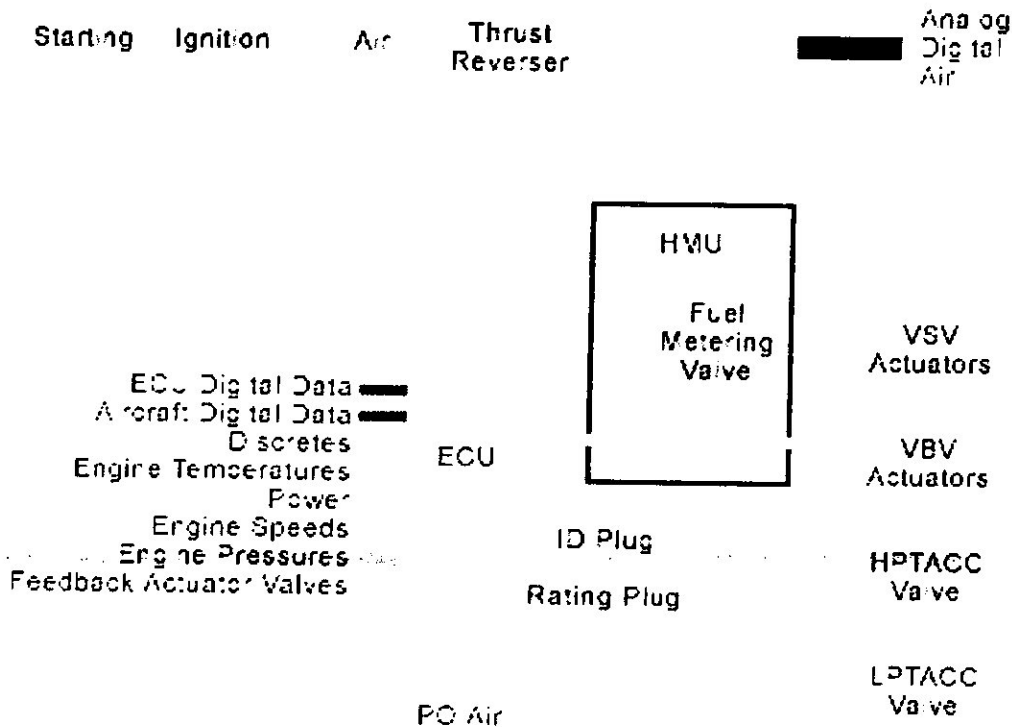 Starting Ignition Air Thrust
Reverser
Analog
Digital
Air
HMU
Fuel
Metering
Valve
VSV
Actuators
ECU Digital Data
Aircraft Digital Data
Discretes
Engine Temperatures
Power
Engine Speeds
Engine Pressures
Feedback Actuator Valves
ECU
VBV
Actuators
ID Plug
Rating Plug
HPTACC
Valve
LPTACC
Valve
PO Air